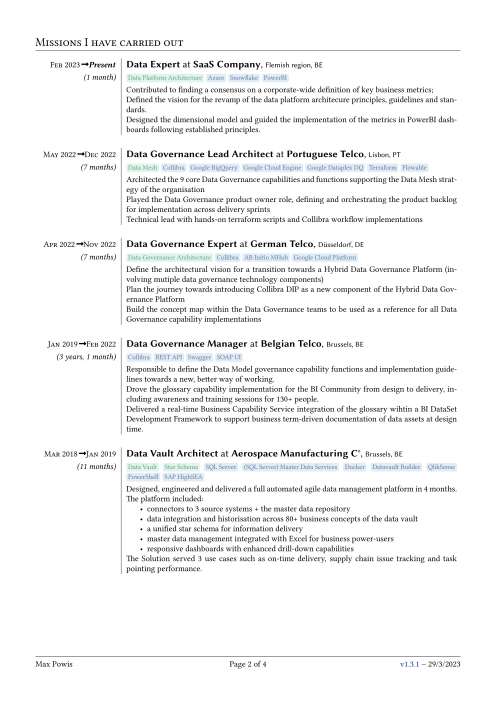 Missions I have carried out
Feb 2023➞Present
(1 month)
Data Expert at SaaS Company, Flemish region, BE
Data Platform Architecture Azure Snowflake PowerBI
Contributed to finding a consensus on a corporate-wide definition of key business metrics;
Defined the vision for the revamp of the data platform architecure principles, guidelines and stan-
dards.
Designed the dimensional model and guided the implementation of the metrics in PowerBI dash-
boards following established principles.
May 2022➞Dec 2022
(7 months)
Data Governance Lead Architect at Portuguese Telco, Lisbon, PT
Data Mesh Collibra Google BigQuery Google Cloud Engine Google Dataplex DQ Terraform Flowable
Architected the 9 core Data Governance capabilities and functions supporting the Data Mesh strat-
egy of the organisation
Played the Data Governance product owner role, defining and orchestrating the product backlog
for implementation across delivery sprints
Technical lead with hands-on terraform scripts and Collibra workflow implementations
Apr 2022➞Nov 2022
(7 months)
Data Governance Expert at German Telco, Düsseldorf, DE
Data Governance Architecture Collibra AB Initio MHub Google Cloud Platform
Define the architectural vision for a transition towards a Hybrid Data Governance Platform (in-
volving mutiple data governance technology components)
Plan the journey towards introducing Collibra DIP as a new component of the Hybrid Data Gov-
ernance Platform
Build the concept map within the Data Governance teams to be used as a reference for all Data
Governance capability implementations
Jan 2019➞Feb 2022
(3 years, 1 month)
Data Governance Manager at Belgian Telco, Brussels, BE
Collibra REST API Swagger SOAP UI
Responsible to define the Data Model governance capability functions and implementation guide-
lines towards a new, better way of working.
Drove the glossary capability implementation for the BI Community from design to delivery, in-
cluding awareness and training sessions for 130+ people.
Delivered a real-time Business Capability Service integration of the glossary wihtin a BI DataSet
Development Framework to support business term-driven documentation of data assets at design
time.
Mar 2018➞Jan 2019
(11 months)
Data Vault Architect at Aerospace Manufacturing Cº, Brussels, BE
Data Vault Star Schema SQL Server (SQL Server) Master Data Services Docker Datavault Builder QlikSense
PowerShell SAP HighSEA
Designed, engineered and delivered a full automated agile data management platform in 4 months.
The platform included:
• connectors to 3 source systems + the master data repository
• data integration and historisation across 80+ business concepts of the data vault
• a unified star schema for information delivery
• master data management integrated with Excel for business power-users
• responsive dashboards with enhanced drill-down capabilities
The Solution served 3 use cases such as on-time delivery, supply chain issue tracking and task
pointing performance.
Max Powis
Page 2 of 4
v1.3.1 – 29/3/2023